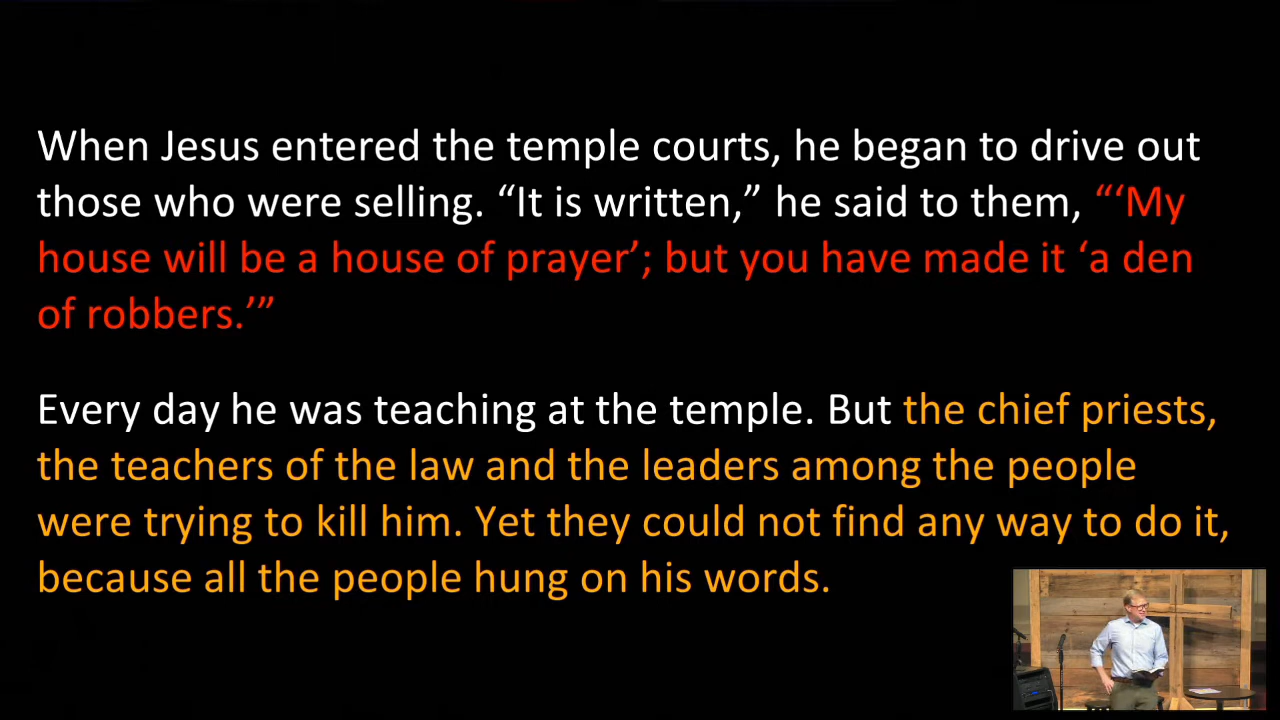 When Jesus entered the temple courts, he began to drive out
those who were selling. “It is written,” he said to them, “‘My
house will be a house of prayer’; but you have made it ‘a den
of robbers.’”
Every day he was teaching at the temple. But the chief priests,
the teachers of the law and the leaders among the people
were trying to kill him. Yet they could not find any way to do it,
because all the people hung on his words.